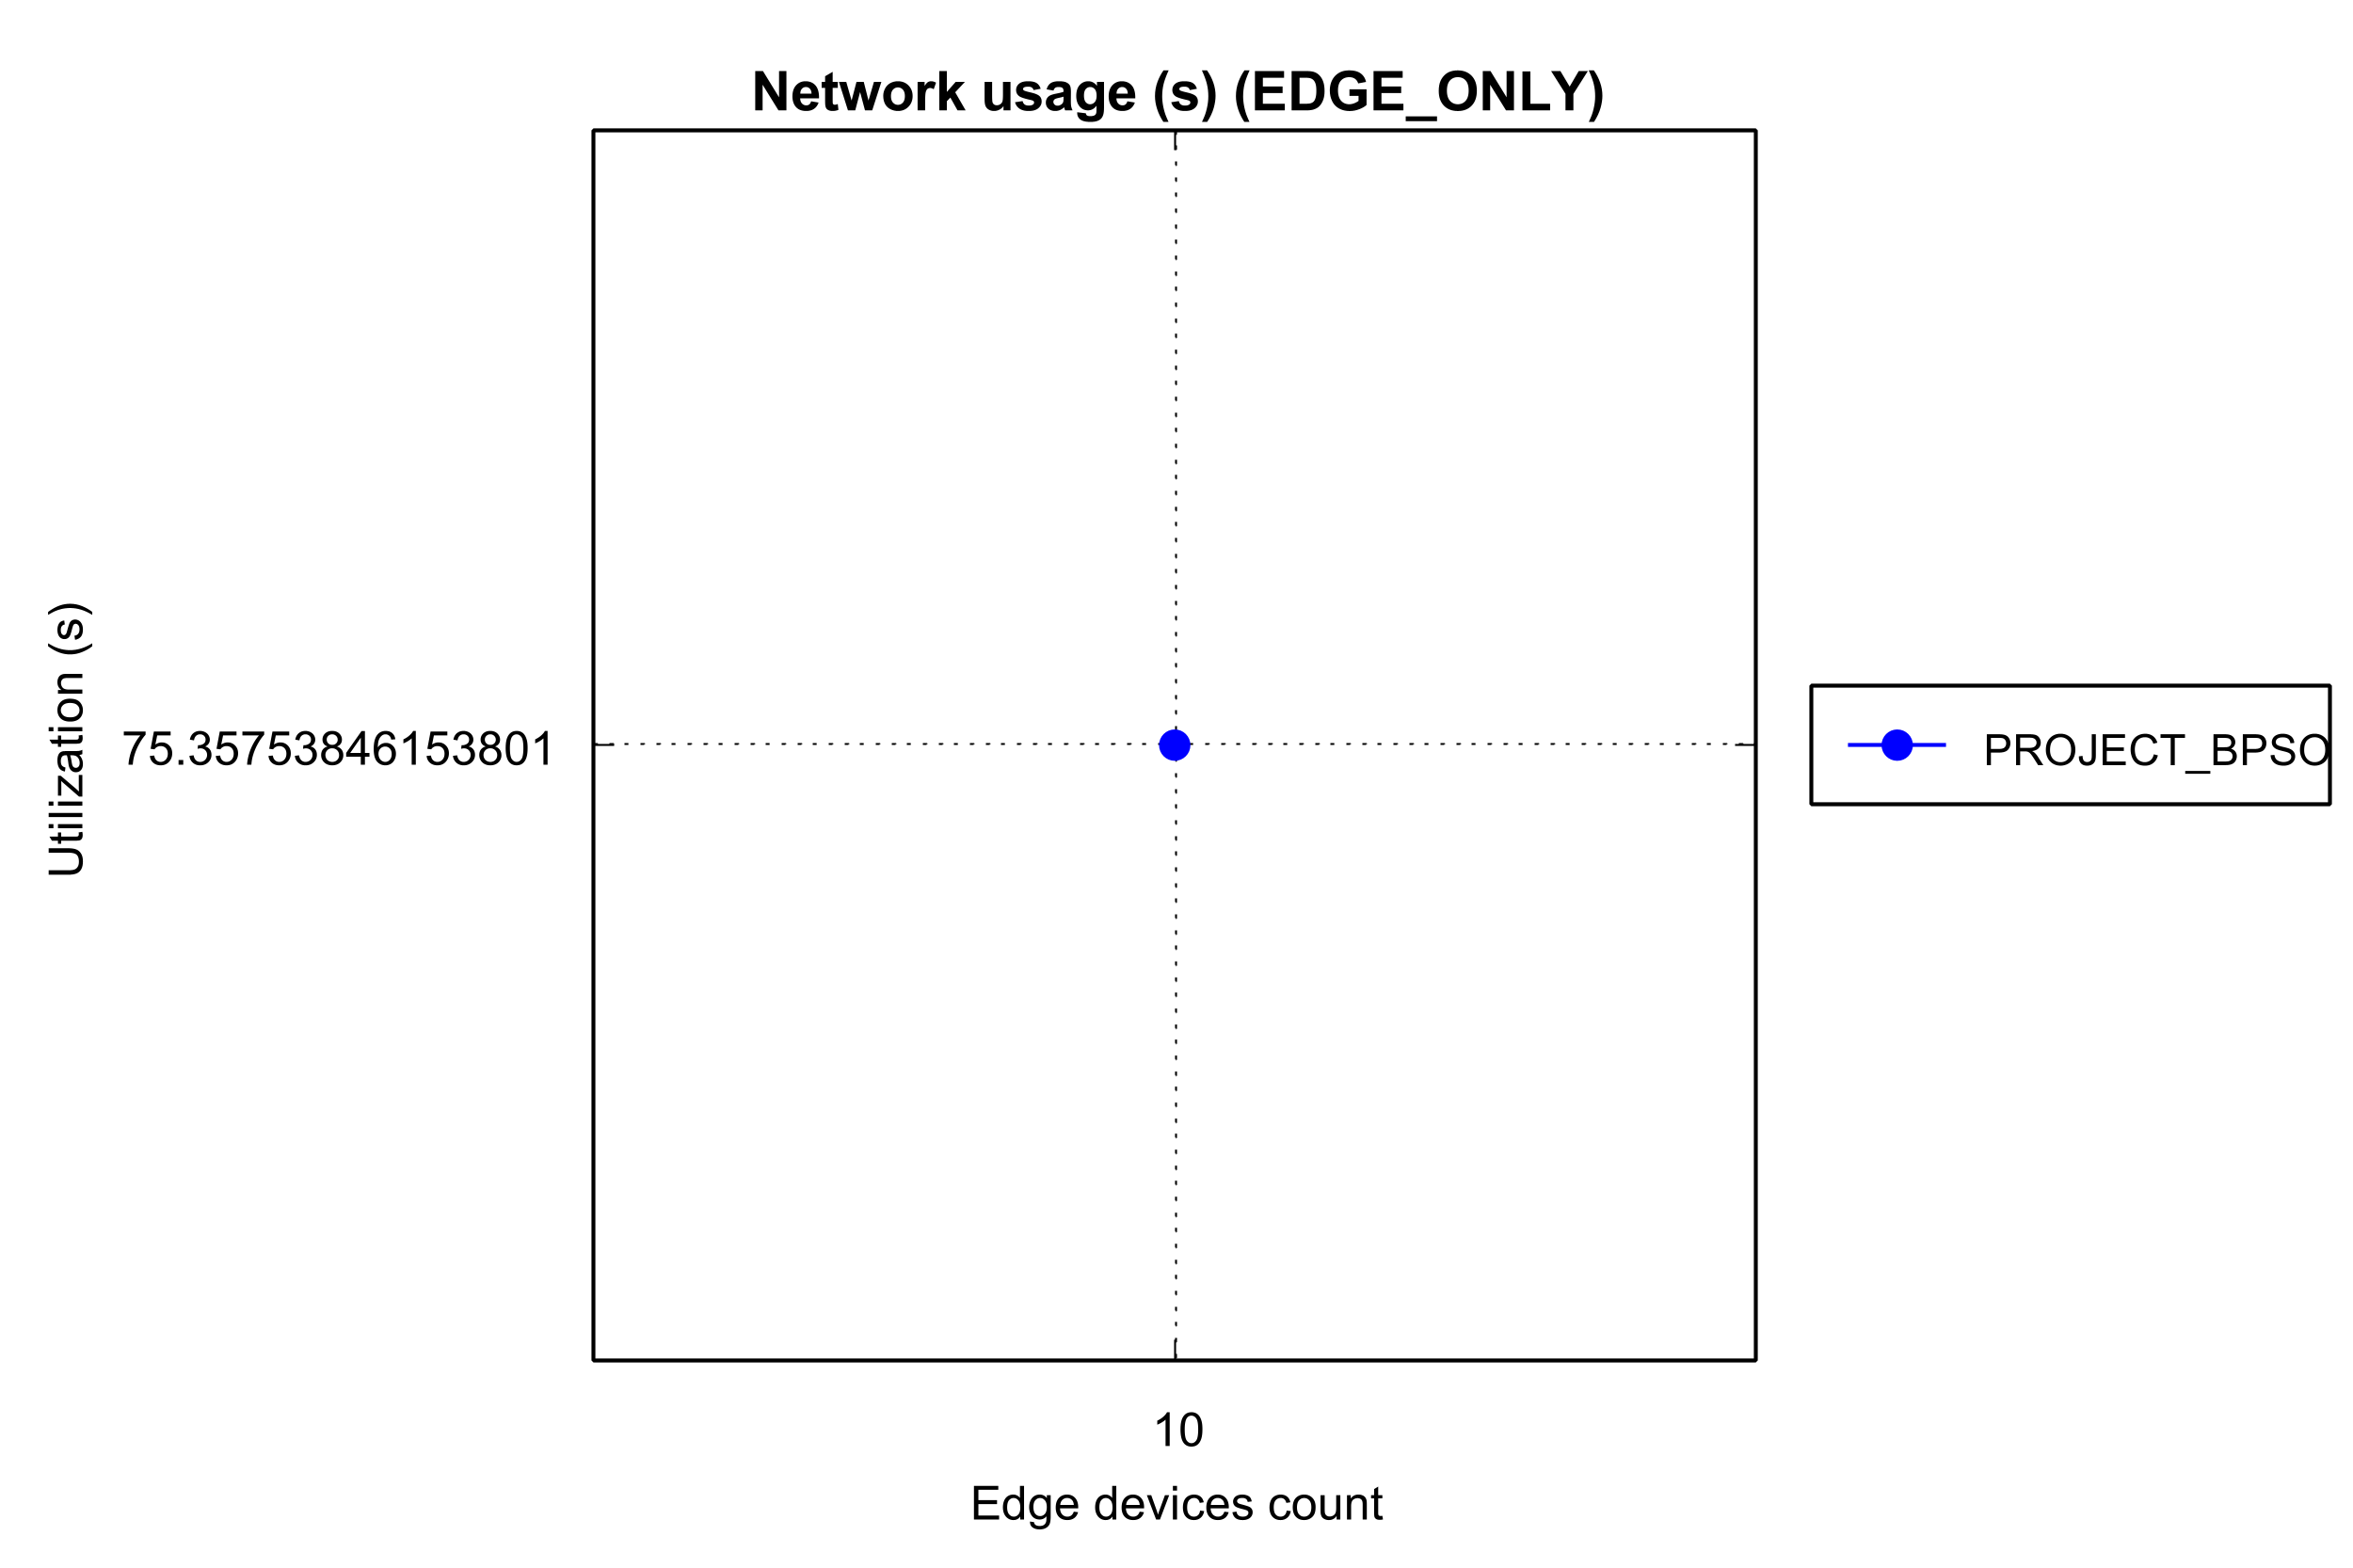 Network usage (s) (EDGE_ONLY)
Utilization (s)
75.35753846153801
PROJECT_BPSO
10
Edge devices count